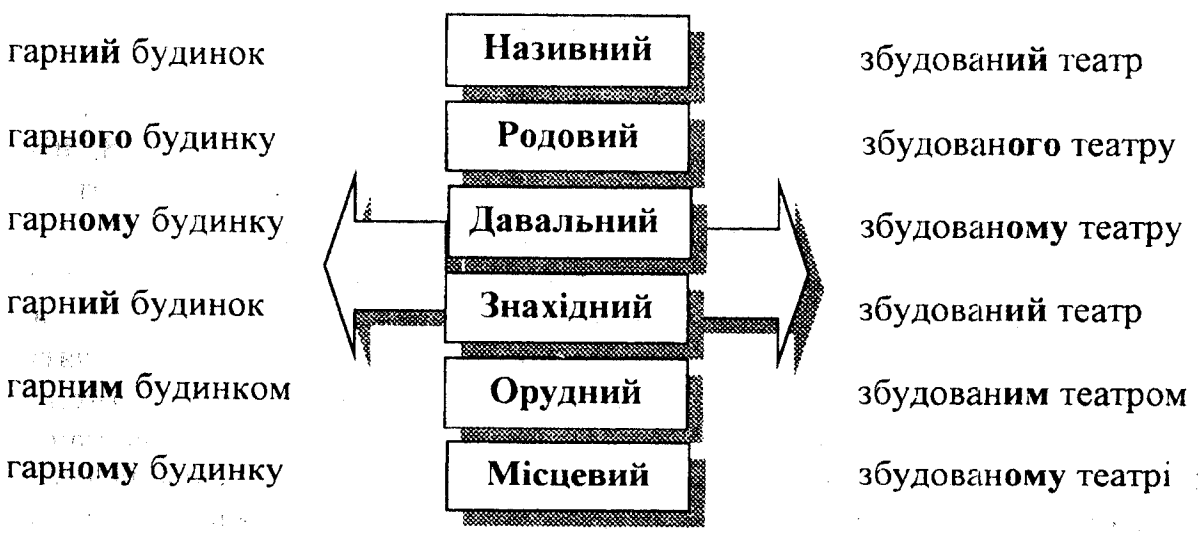 гарний будинок Називний збудований театр
гарного будинку Родовий збудованого театру
гарному будинку Давальний збудованому театру
гарний будинок Знахідний збудований театр
гарним будинком Орудний збудованим театром
гарному будинку Місцевий збудованому театрі